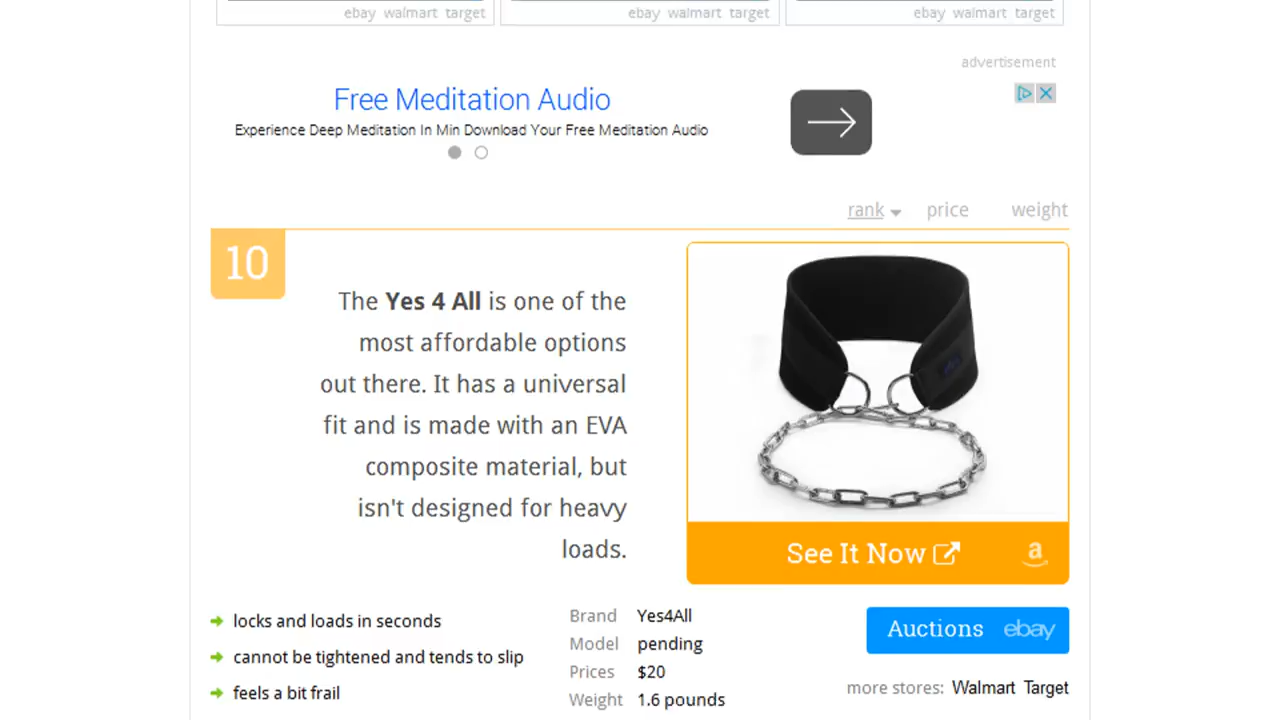 ebay walmart target ebay walmart target ebay walmart target
advertisement
Free Meditation Audio
Experience Deep Meditation In Min Download Your Free Meditation Audio
rank price weight
10
The Yes 4 All is one of the
most affordable options
out there. It has a universal
fit and is made with an EVA
composite material, but
isn't designed for heavy
loads.
See It Now a
locks and loads in seconds
cannot be tightened and tends to slip
feels a bit frail
Brand Yes4All
Model pending
Prices $20
Weight 1.6 pounds
Auctions ebay
more stores: Walmart Target